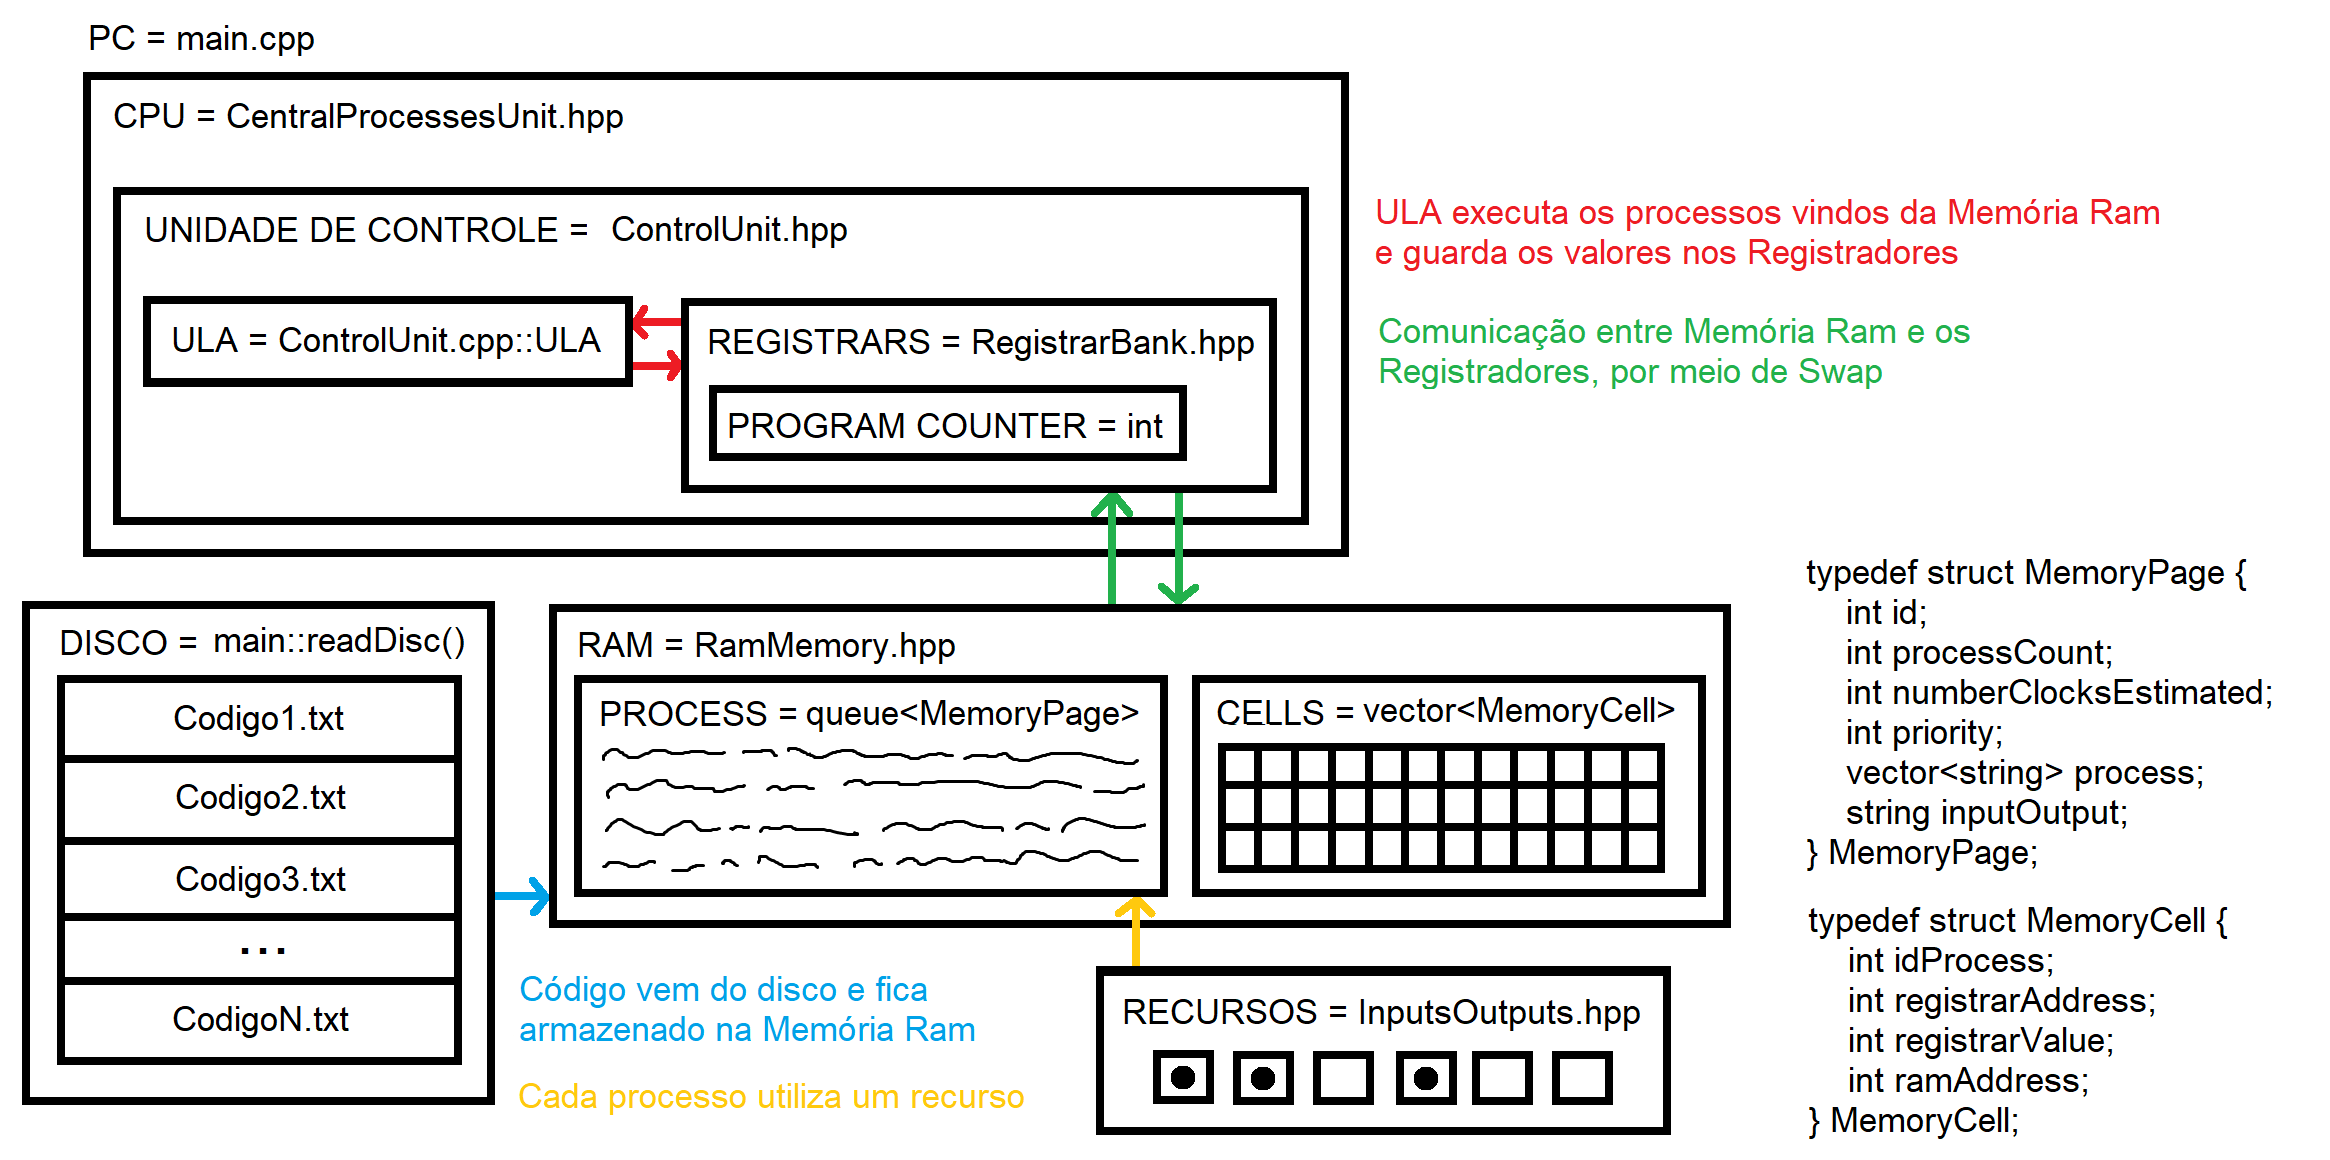 PC = main.cpp
CPU = CentralProcessesUnit.hpp
UNIDADE DE CONTROLE = ControlUnit.hpp
ULA = ControlUnit.cpp::ULA
REGISTRARS = RegistrarBank.hpp
PROGRAM COUNTER = int
ULA executa os processos vindos da Memória Ram
e guarda os valores nos Registradores
Comunicação entre Memória Ram e os
Registradores, por meio de Swap
DISCO = main::readDisc()
Codigo1.txt
Codigo2.txt
Codigo3.txt
...
CodigoN.txt
RAM = RamMemory.hpp
PROCESS = queue<MemoryPage>
CELLS = vector<MemoryCell>
Código vem do disco e fica
armazenado na Memória Ram
Cada processo utiliza um recurso
RECURSOS = InputsOutputs.hpp
typedef struct MemoryPage {
int id;
int processCount;
int numberClocksEstimated;
int priority;
vector<string> process;
string inputOutput;
} MemoryPage;
typedef struct MemoryCell {
int idProcess;
int registrarAddress;
int registrarValue;
int ramAddress;
} MemoryCell;